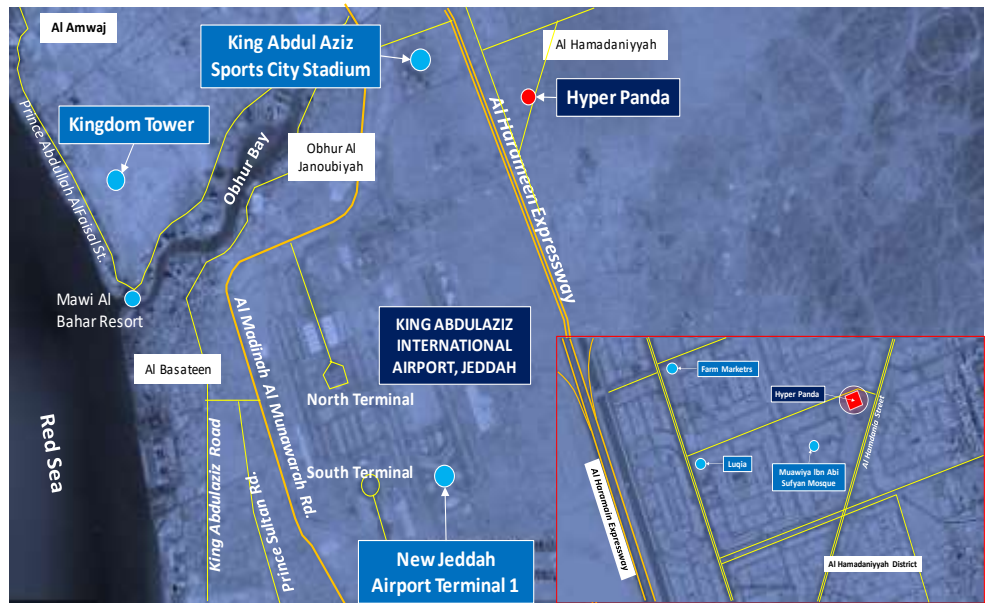 Al Amwaj
King Abdul Aziz
Sports City Stadium
Al Hamadaniyyah
Hyper Panda
Kingdom Tower
Prince Abdullah AlFaisal St.
Obhur Bay
Obhur Al
Janoubiyah
Al Harameen Expressway
Mawi Al
Bahar Resort
Al Madinah Al Munawarah Rd.
KING ABDULAZIZ
INTERNATIONAL
AIRPORT, JEDDAH
Al Basateen
North Terminal
Red Sea
King Abdulaziz Road
Prince Sultan Rd.
South Terminal
New Jeddah
Airport Terminal 1
Farm Marketrs
Hyper Panda
Al Hamdania Street
Luqia
Muawiya Ibn Abi
Sufyan Mosque
Al Haramain Expressway
Al Hamadaniyyah District